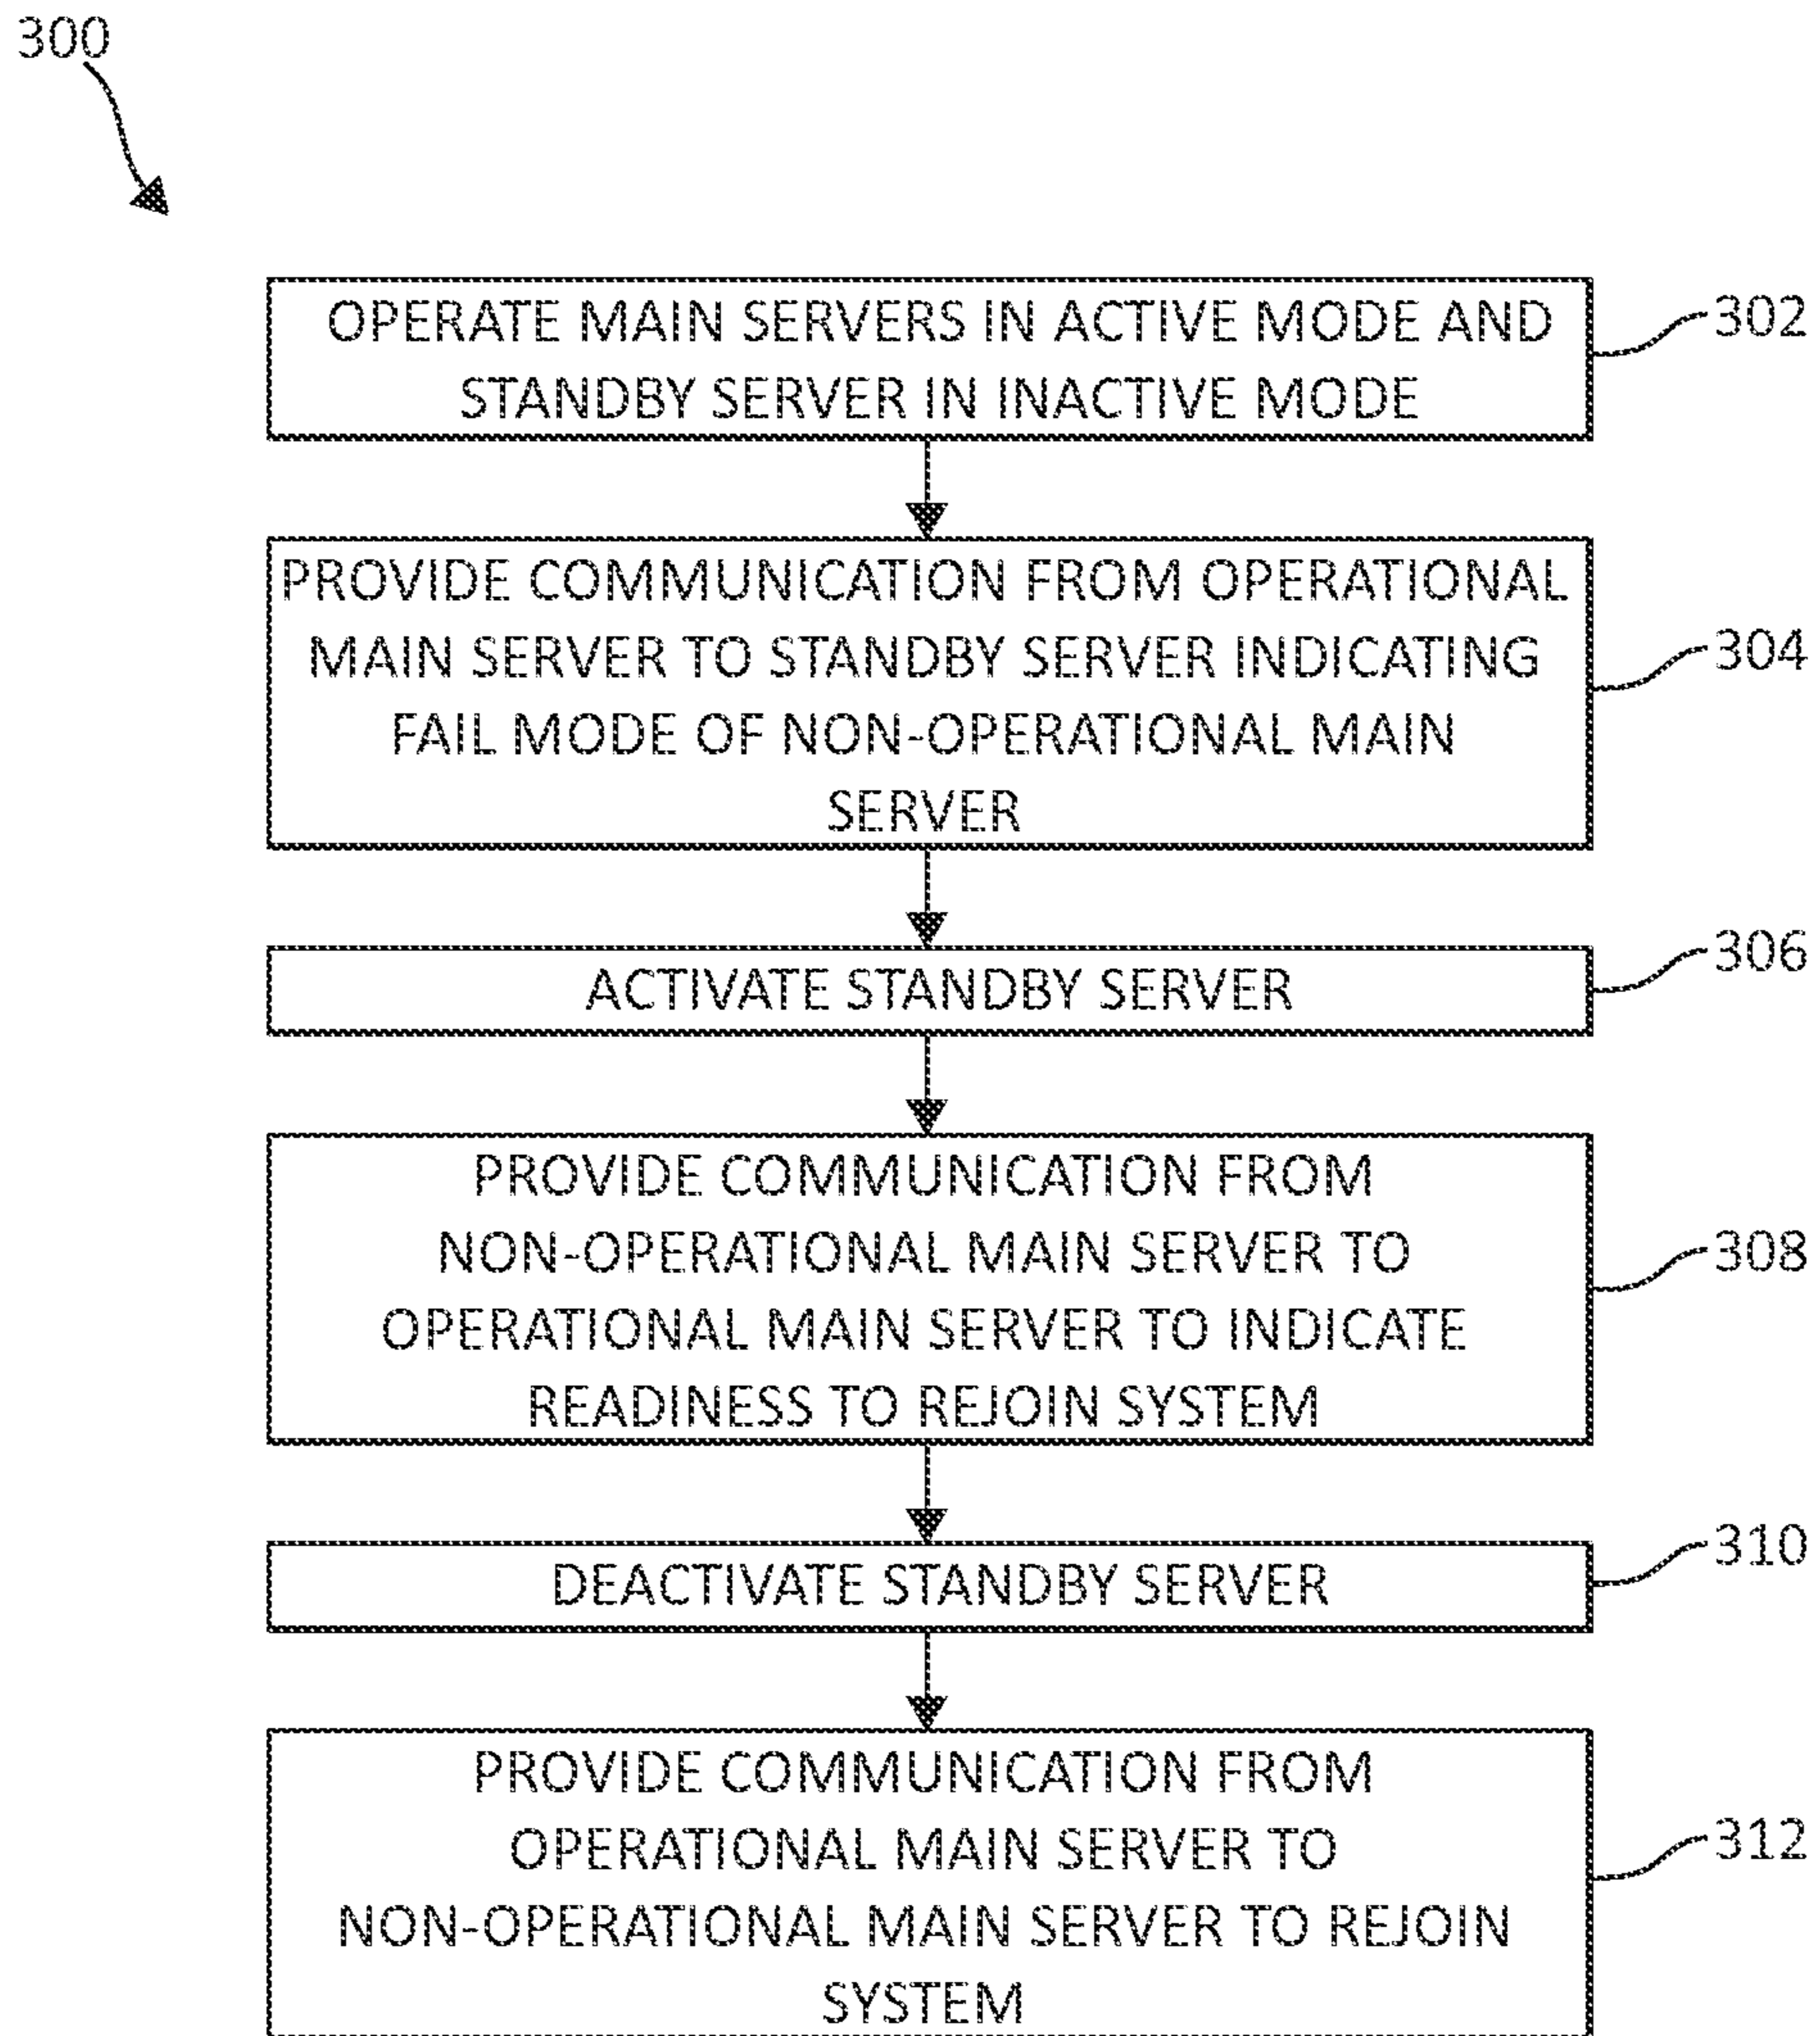 300
OPERATE MAIN SERVERS IN ACTIVE MODE AND
STANDBY SERVER IN INACTIVE MODE
302
PROVIDE COMMUNICATION FROM OPERATIONAL
MAIN SERVER TO STANDBY SERVER INDICATING
FAIL MODE OF NON-OPERATIONAL MAIN
SERVER
304
ACTIVATE STANDBY SERVER
306
PROVIDE COMMUNICATION FROM
NON-OPERATIONAL MAIN SERVER TO
OPERATIONAL MAIN SERVER TO INDICATE
READINESS TO REJOIN SYSTEM
308
DEACTIVATE STANDBY SERVER
310
PROVIDE COMMUNICATION FROM
OPERATIONAL MAIN SERVER TO
NON-OPERATIONAL MAIN SERVER TO REJOIN
SYSTEM
312